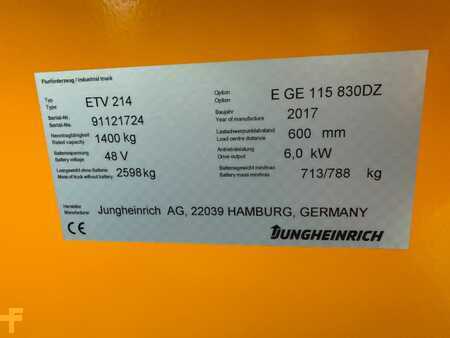 Flurförderzeug / Industrial truck
Typ
Type
ETV 214
Option
Option
E GE 115 830DZ
Serial-Nr.
Serial-No.
91121724
Baujahr
Year of manufacture
2017
Nenntragfähigkeit
Rated capacity
1400 kg
Lastschwerpunktabstand
Load centre distance
600 mm
Batteriespannung
Battery voltage
48 V
Antriebsleistung
Drive output
6,0 kW
Leergewicht ohne Batterie
Mass of truck without battery
2598 kg
Batteriegewicht min/max
Battery mass min/max
713/788 kg
Hersteller
Manufacturer
Jungheinrich AG, 22039 HAMBURG, GERMANY
CE
JUNGHEINRICH